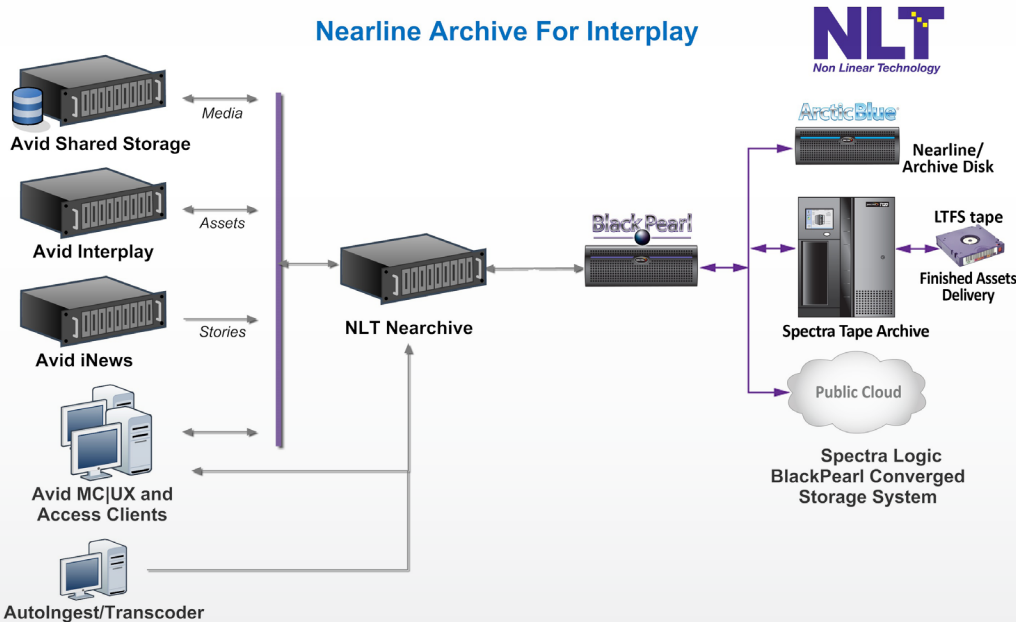 Nearline Archive For Interplay
NLT
Non Linear Technology
Avid Shared Storage
Media
Avid Interplay
Assets
Avid iNews
Stories
Avid MC|UX and
Access Clients
AutoIngest/Transcoder
NLT Nearchive
BlackPearl
ArcticBlue
Nearline/
Archive Disk
Spectra Tape Archive
LTFS tape
Finished Assets
Delivery
Public Cloud
Spectra Logic
BlackPearl Converged
Storage System